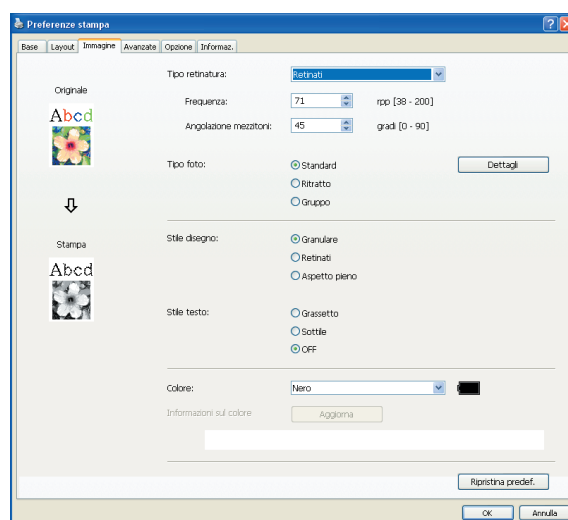 Preferenze stampa
Base Layout Immagine Avanzate Opzione Informaz.
Tipo retinatura: Retinati
Originale
Frequenza: 71 rpp [38 - 200]
Abcd
Angolazione mezzitoni: 45 gradi [0 - 90]
Tipo foto: Standard Dettagli
Ritratto
Gruppo
Stampa
Stile disegno: Granulare
Abcd
Retinati
Aspetto pieno
Stile testo: Grassetto
Sottile
OFF
Colore: Nero
Informazioni sul colore Aggiorna
Ripristina predef.
OK Annulla